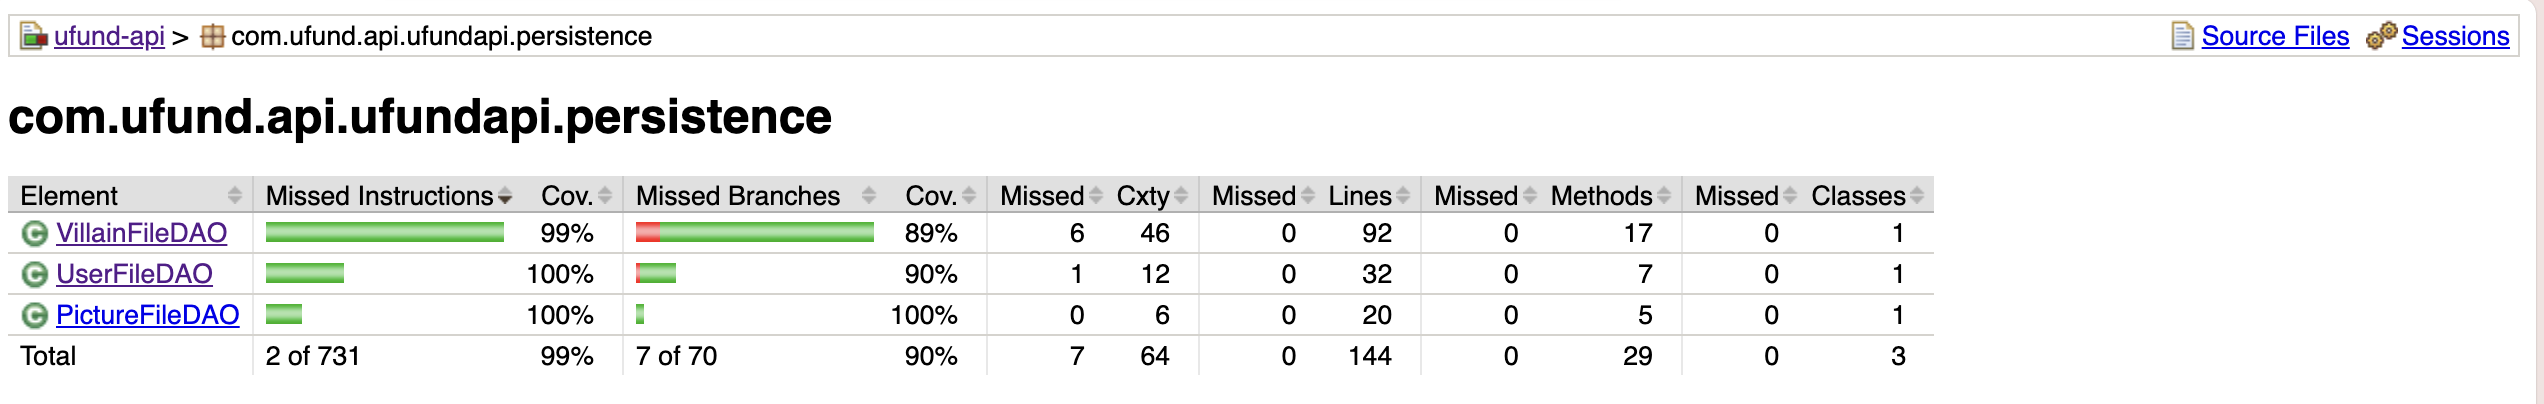 ufund-api > com.ufund.api.ufundapi.persistence Source Files Sessions
com.ufund.api.ufundapi.persistence
Element Missed Instructions Cov. Missed Branches Cov. Missed Cxty Missed Lines Missed Methods Missed Classes
C VillainFileDAO 99% 89% 6 46 0 92 0 17 0 1
C UserFileDAO 100% 90% 1 12 0 32 0 7 0 1
C PictureFileDAO 100% 100% 0 6 0 20 0 5 0 1
Total 2 of 731 99% 7 of 70 90% 7 64 0 144 0 29 0 3